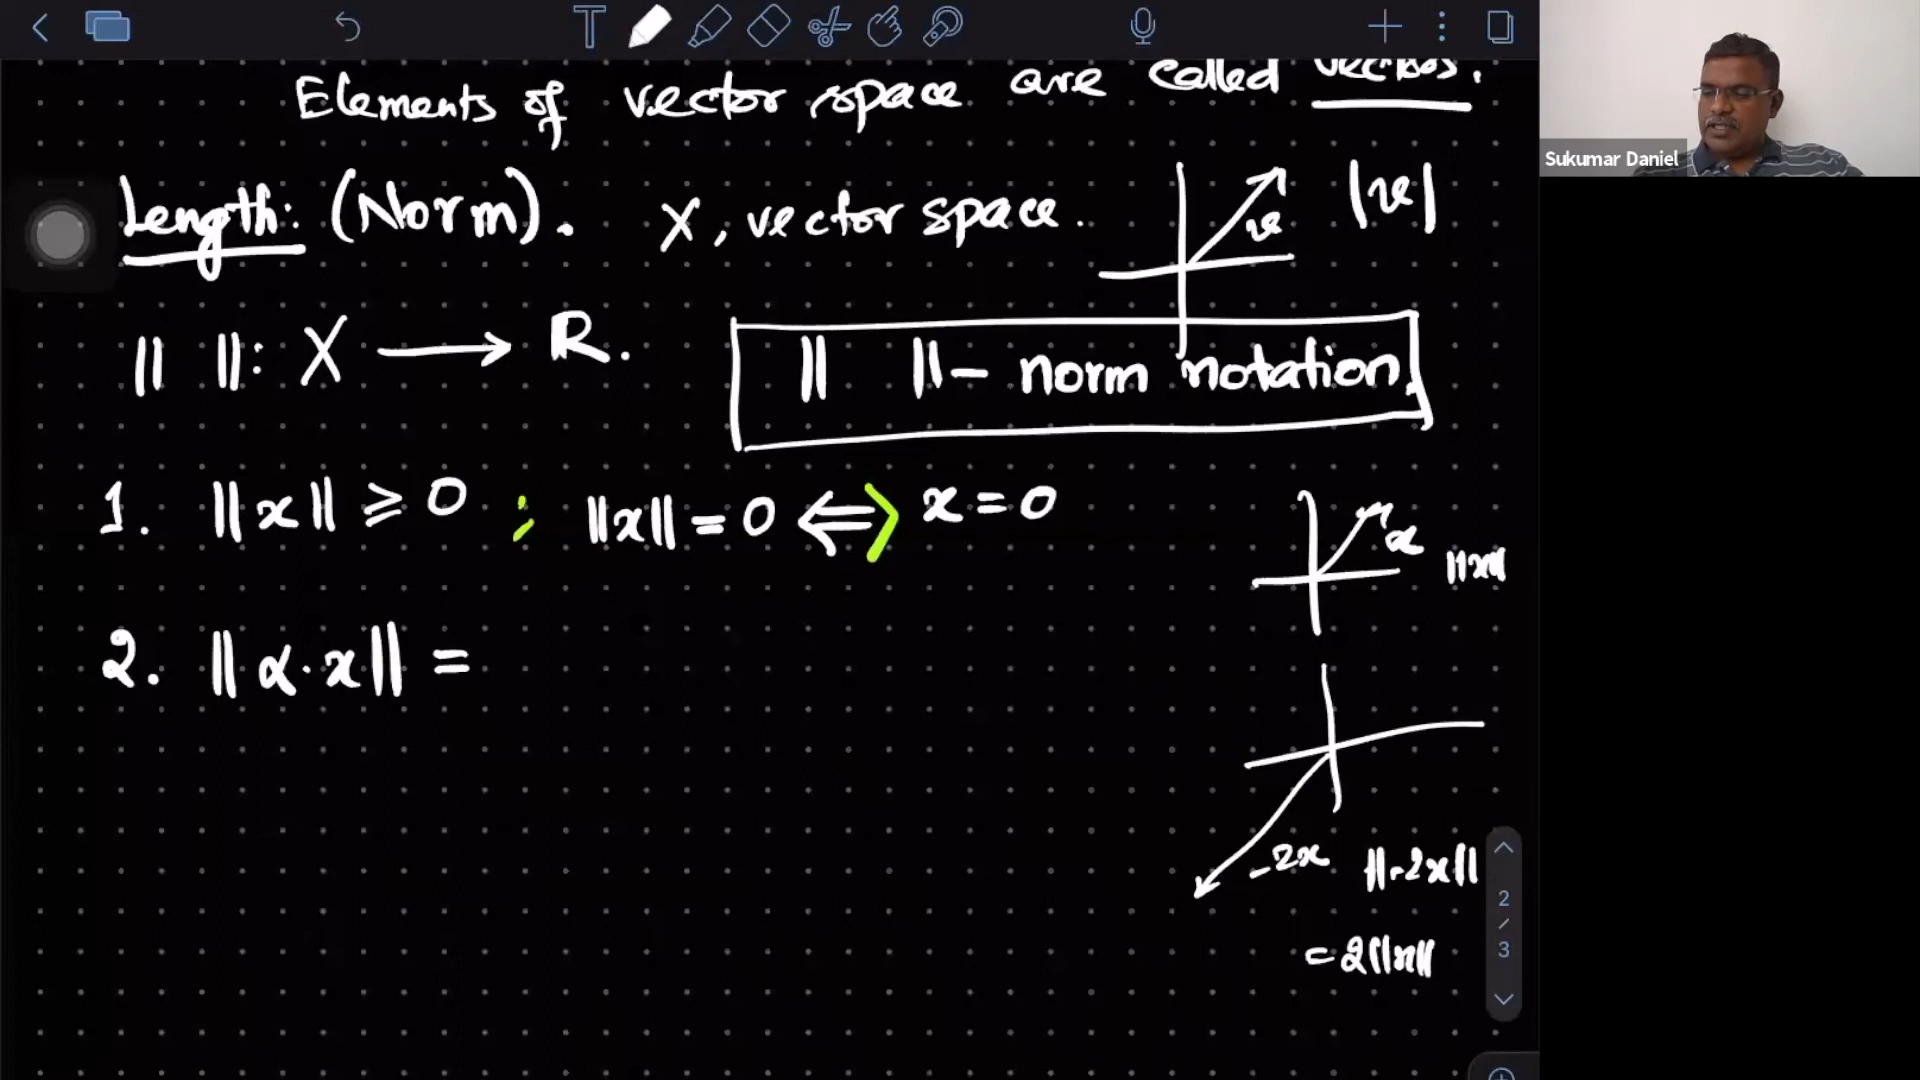 Elements of vector space are called vectors.
Length: (Norm). X, vector space. v |v|
|| ||: X ⟶ R. || || – norm notation.
1. ||x|| ⩾ 0 ; ||x|| = 0 ⟺ x = 0
x ||x||
2. ||α·x|| =
-2x ||-2x||
= 2||x||
Sukumar Daniel
2
/
3